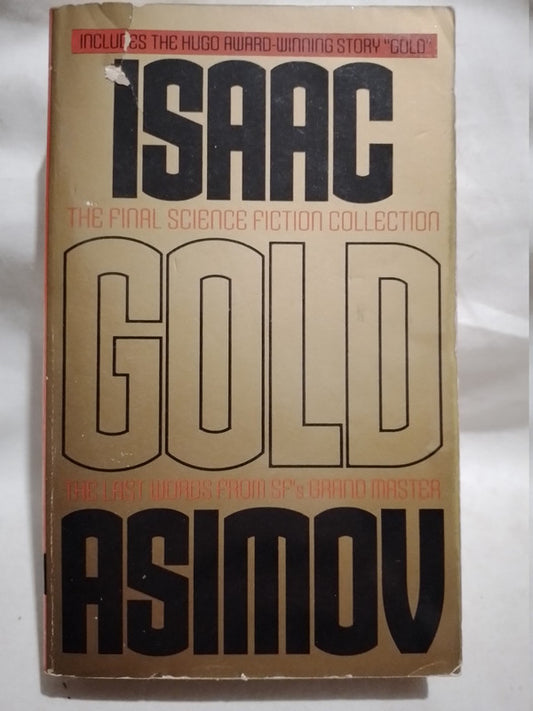 INCLUDES THE HUGO AWARD-WINNING STORY "GOLD"
ISAAC
THE FINAL SCIENCE FICTION COLLECTION
GOLD
THE LAST WORDS FROM SF's GRAND MASTER
ASIMOV